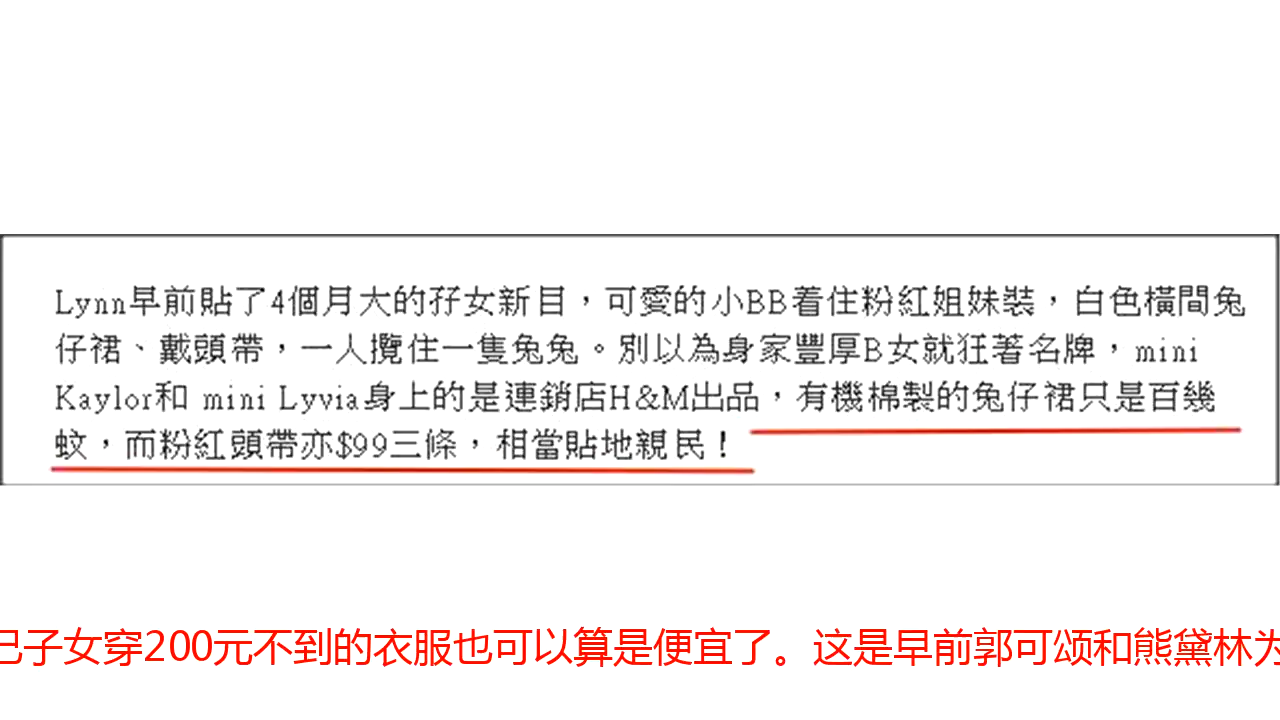 Lynn早前貼了4個月大的孖女新目，可愛的小BB着住粉紅姐妹裝，白色橫間兔
仔裙、戴頭帶，一人攬住一隻兔兔。別以為身家豐厚B女就狂著名牌，mini
Kaylor和 mini Lyvia身上的是連銷店H&M出品，有機棉製的兔仔裙只是百幾
蚊，而粉紅頭帶亦$99三條，相當貼地親民！
子女穿200元不到的衣服也可以算是便宜了。这是早前郭可颂和熊黛林